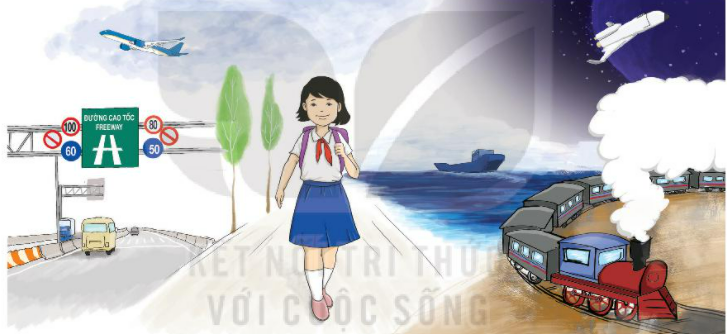 ĐƯỜNG CAO TỐC
FREEWAY
100
80
60
50
KẾT NỐI TRI THỨC
VỚI CUỘC SỐNG